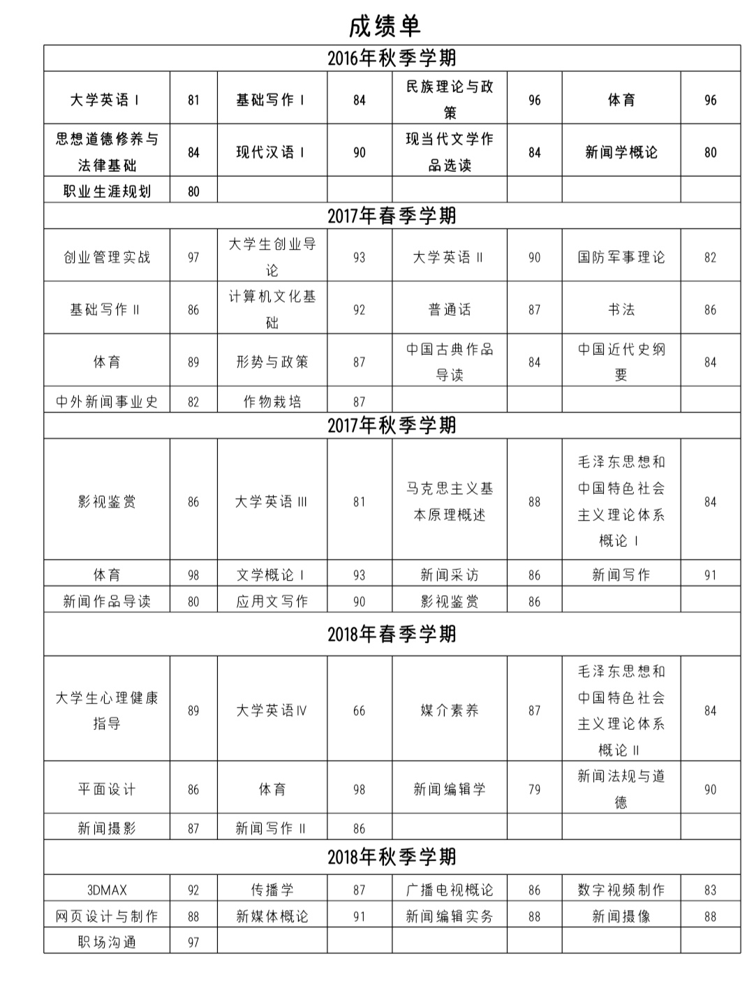 成绩单
2016年秋季学期
大学英语 I 81 基础写作 I 84 民族理论与政策 96 体育 96
思想道德修养与法律基础 84 现代汉语 I 90 现当代文学作品选读 84 新闻学概论 80
职业生涯规划 80
2017年春季学期
创业管理实战 97 大学生创业导论 93 大学英语 II 90 国防军事理论 82
基础写作 II 86 计算机文化基础 92 普通话 87 书法 86
体育 89 形势与政策 87 中国古典作品导读 84 中国近代史纲要 84
中外新闻事业史 82 作物栽培 87
2017年秋季学期
影视鉴赏 86 大学英语 III 81 马克思主义基本原理概述 88 毛泽东思想和中国特色社会主义理论体系概论 I 84
体育 98 文学概论 I 93 新闻采访 86 新闻写作 91
新闻作品导读 80 应用文写作 90 影视鉴赏 86
2018年春季学期
大学生心理健康指导 89 大学英语IV 66 媒介素养 87 毛泽东思想和中国特色社会主义理论体系概论 II 84
平面设计 86 体育 98 新闻编辑学 79 新闻法规与道德 90
新闻摄影 87 新闻写作 II 86
2018年秋季学期
3DMAX 92 传播学 87 广播电视概论 86 数字视频制作 83
网页设计与制作 88 新媒体概论 91 新闻编辑实务 88 新闻摄像 88
职场沟通 97